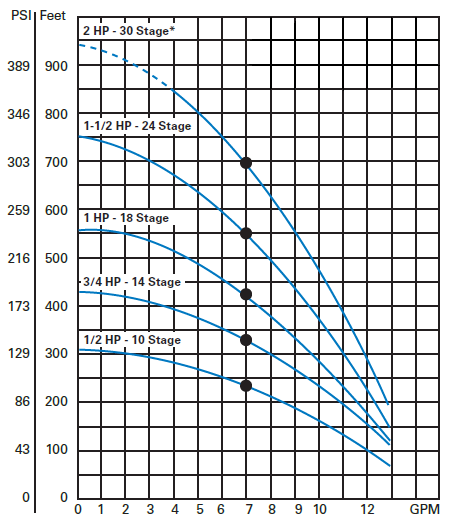 PSI Feet
2 HP - 30 Stage*
389 900
346 800
1-1/2 HP - 24 Stage
303 700
259 600
1 HP - 18 Stage
216 500
3/4 HP - 14 Stage
173 400
1/2 HP - 10 Stage
129 300
86 200
43 100
0 0
0 1 2 3 4 5 6 7 8 9 10 12 GPM